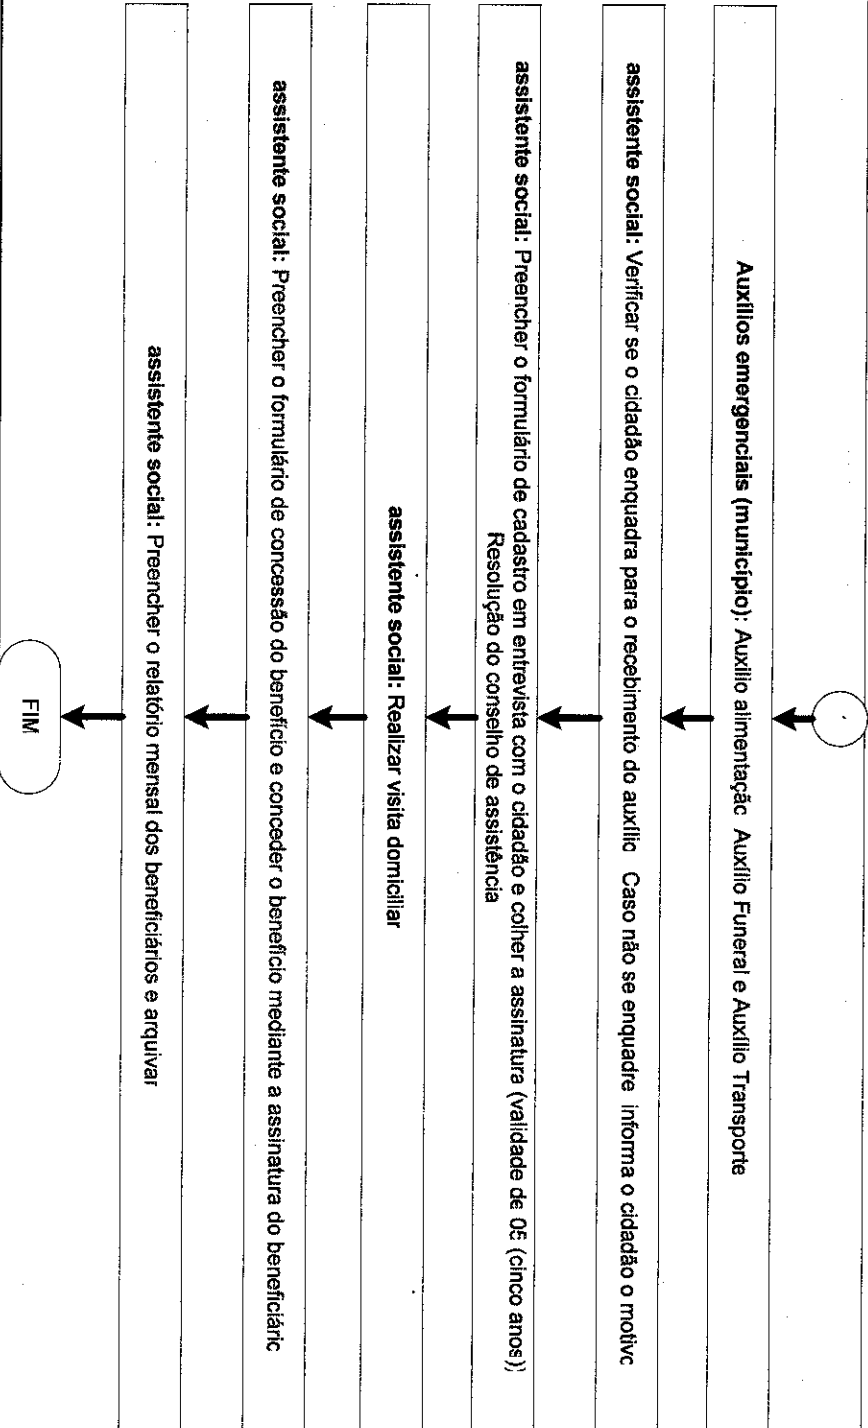 Auxílios emergenciais (município): Auxilio alimentaçãc Auxílio Funeral e Auxílio Transporte
assistente social: Verificar se o cidadão enquadra para o recebimento do auxílic Caso não se enquadre informa o cidadão o motivc
assistente social: Preencher o formulário de cadastro em entrevista com o cidadão e colher a assinatura (validade de 05 (cinco anos))
Resolução do conselho de assistência
assistente social: Realizar visita domiciliar
assistente social: Preencher o formulário de concessão do benefício e conceder o benefício mediante a assinatura do beneficiáric
assistente social: Preencher o relatório mensal dos beneficiários e arquivar
FIM